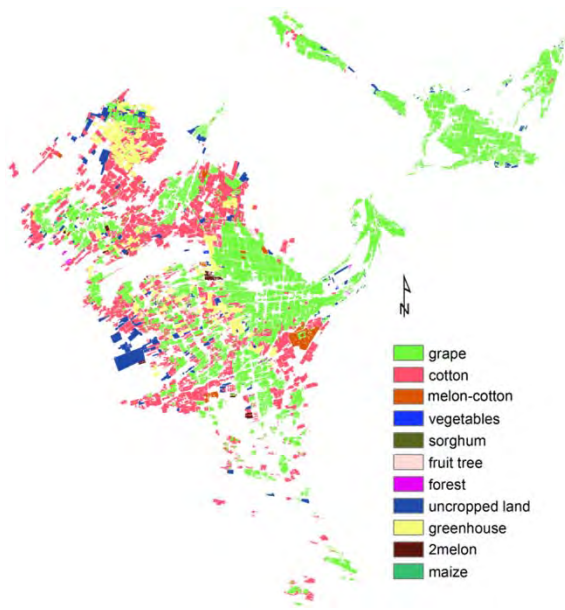 N
grape
cotton
melon-cotton
vegetables
sorghum
fruit tree
forest
uncropped land
greenhouse
2melon
maize